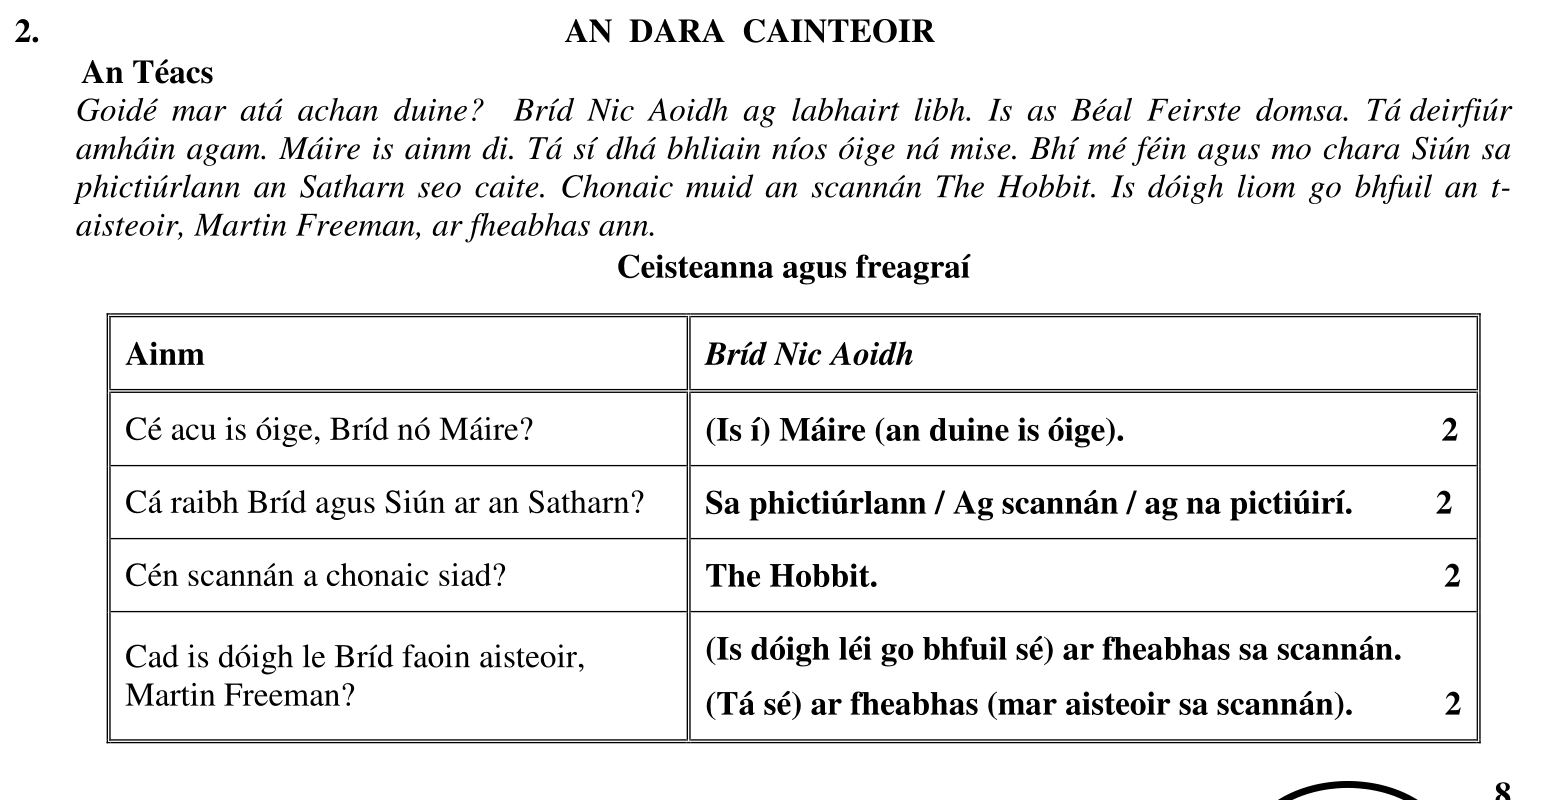 2. AN DARA CAINTEOIR
An Téacs
Goidé mar atá achan duine? Bríd Nic Aoidh ag labhairt libh. Is as Béal Feirste domsa. Tá deirfiúr
amháin agam. Máire is ainm di. Tá sí dhá bhliain níos óige ná mise. Bhí mé féin agus mo chara Siún sa
phictiúrlann an Satharn seo caite. Chonaic muid an scannán The Hobbit. Is dóigh liom go bhfuil an t-
aisteoir, Martin Freeman, ar fheabhas ann.
Ceisteanna agus freagraí
Ainm Bríd Nic Aoidh
Cé acu is óige, Bríd nó Máire? (Is í) Máire (an duine is óige). 2
Cá raibh Bríd agus Siún ar an Satharn? Sa phictiúrlann / Ag scannán / ag na pictiúirí. 2
Cén scannán a chonaic siad? The Hobbit. 2
Cad is dóigh le Bríd faoin aisteoir,
Martin Freeman?
(Is dóigh léi go bhfuil sé) ar fheabhas sa scannán.
(Tá sé) ar fheabhas (mar aisteoir sa scannán). 2
8